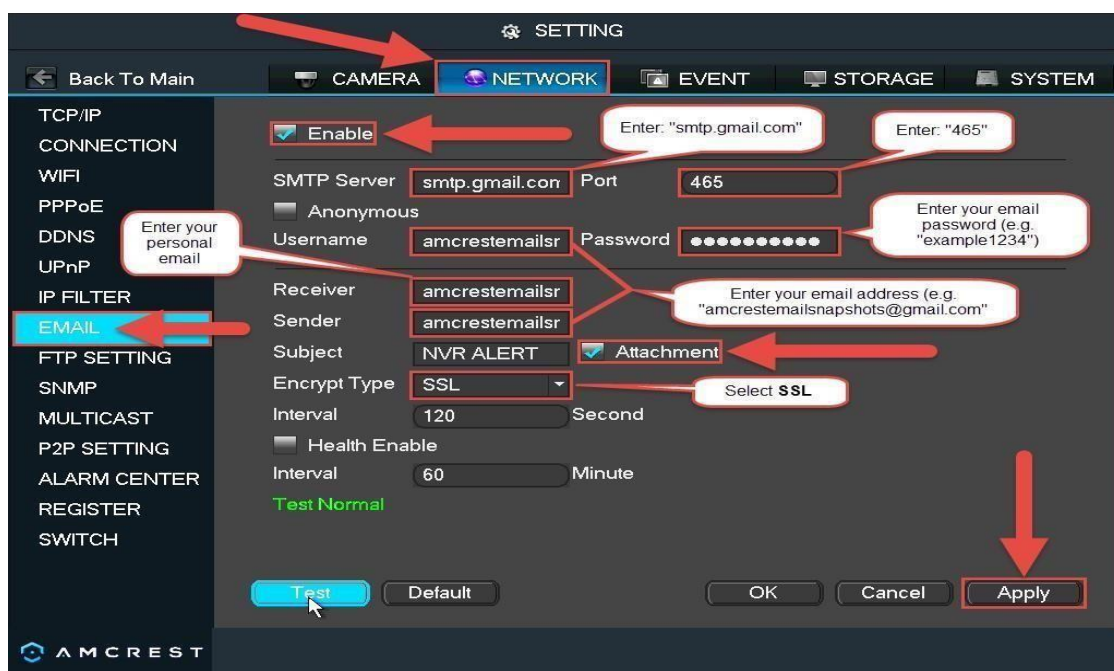 SETTING
Back To Main
CAMERA
NETWORK
EVENT
STORAGE
SYSTEM
TCP/IP
CONNECTION
WIFI
PPPoE
DDNS
UPnP
IP FILTER
EMAIL
FTP SETTING
SNMP
MULTICAST
P2P SETTING
ALARM CENTER
REGISTER
SWITCH
Enable
Enter: "smtp.gmail.com"
Enter: "465"
SMTP Server smtp.gmail.con Port 465
Anonymous
Enter your email
password (e.g.
"example1234")
Enter your
personal
email
Username amcrestemailsr Password ●●●●●●●●●●
Receiver amcrestemailsr
Enter your email address (e.g.
"amcrestemailsnapshots@gmail.com"
Sender amcrestemailsr
Subject NVR ALERT Attachment
Encrypt Type SSL
Select SSL
Interval 120 Second
Health Enable
Interval 60 Minute
Test Normal
Test Default OK Cancel Apply
AMCREST